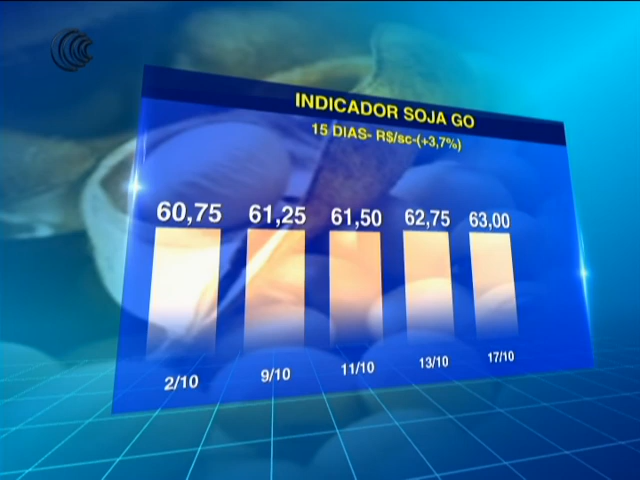 INDICADOR SOJA GO
15 DIAS- R$/sc-(+3,7%)
60,75 61,25 61,50 62,75 63,00
2/10 9/10 11/10 13/10 17/10